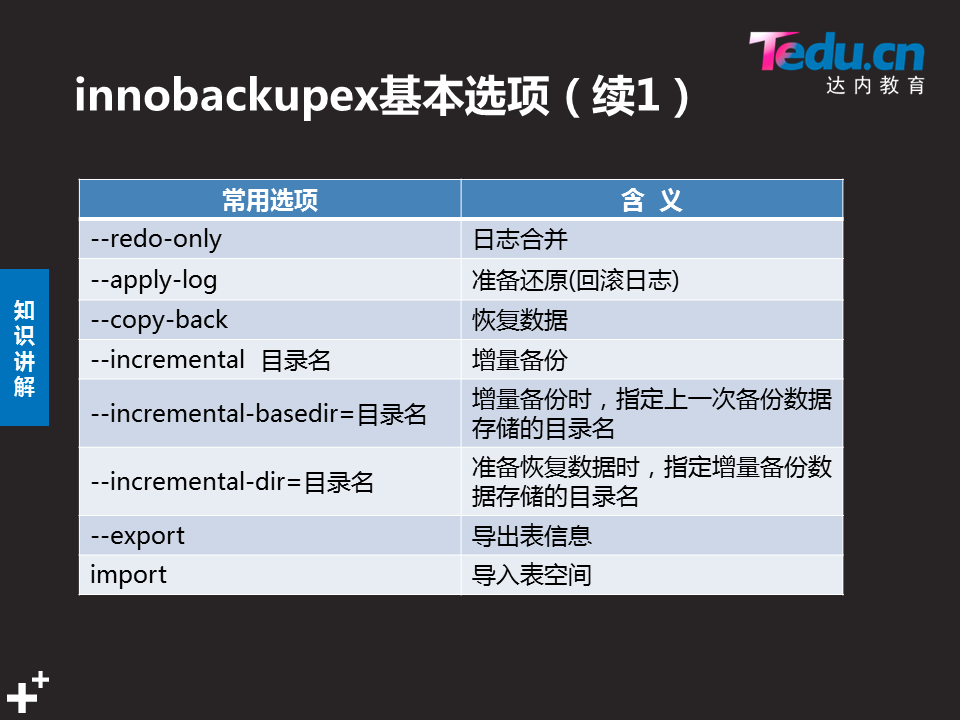 Tedu.cn
达内教育
innobackupex基本选项（续1）
常用选项 含 义
--redo-only 日志合并
--apply-log 准备还原(回滚日志)
--copy-back 恢复数据
--incremental 目录名 增量备份
--incremental-basedir=目录名 增量备份时，指定上一次备份数据
存储的目录名
--incremental-dir=目录名 准备恢复数据时，指定增量备份数
据存储的目录名
--export 导出表信息
import 导入表空间
知
识
讲
解